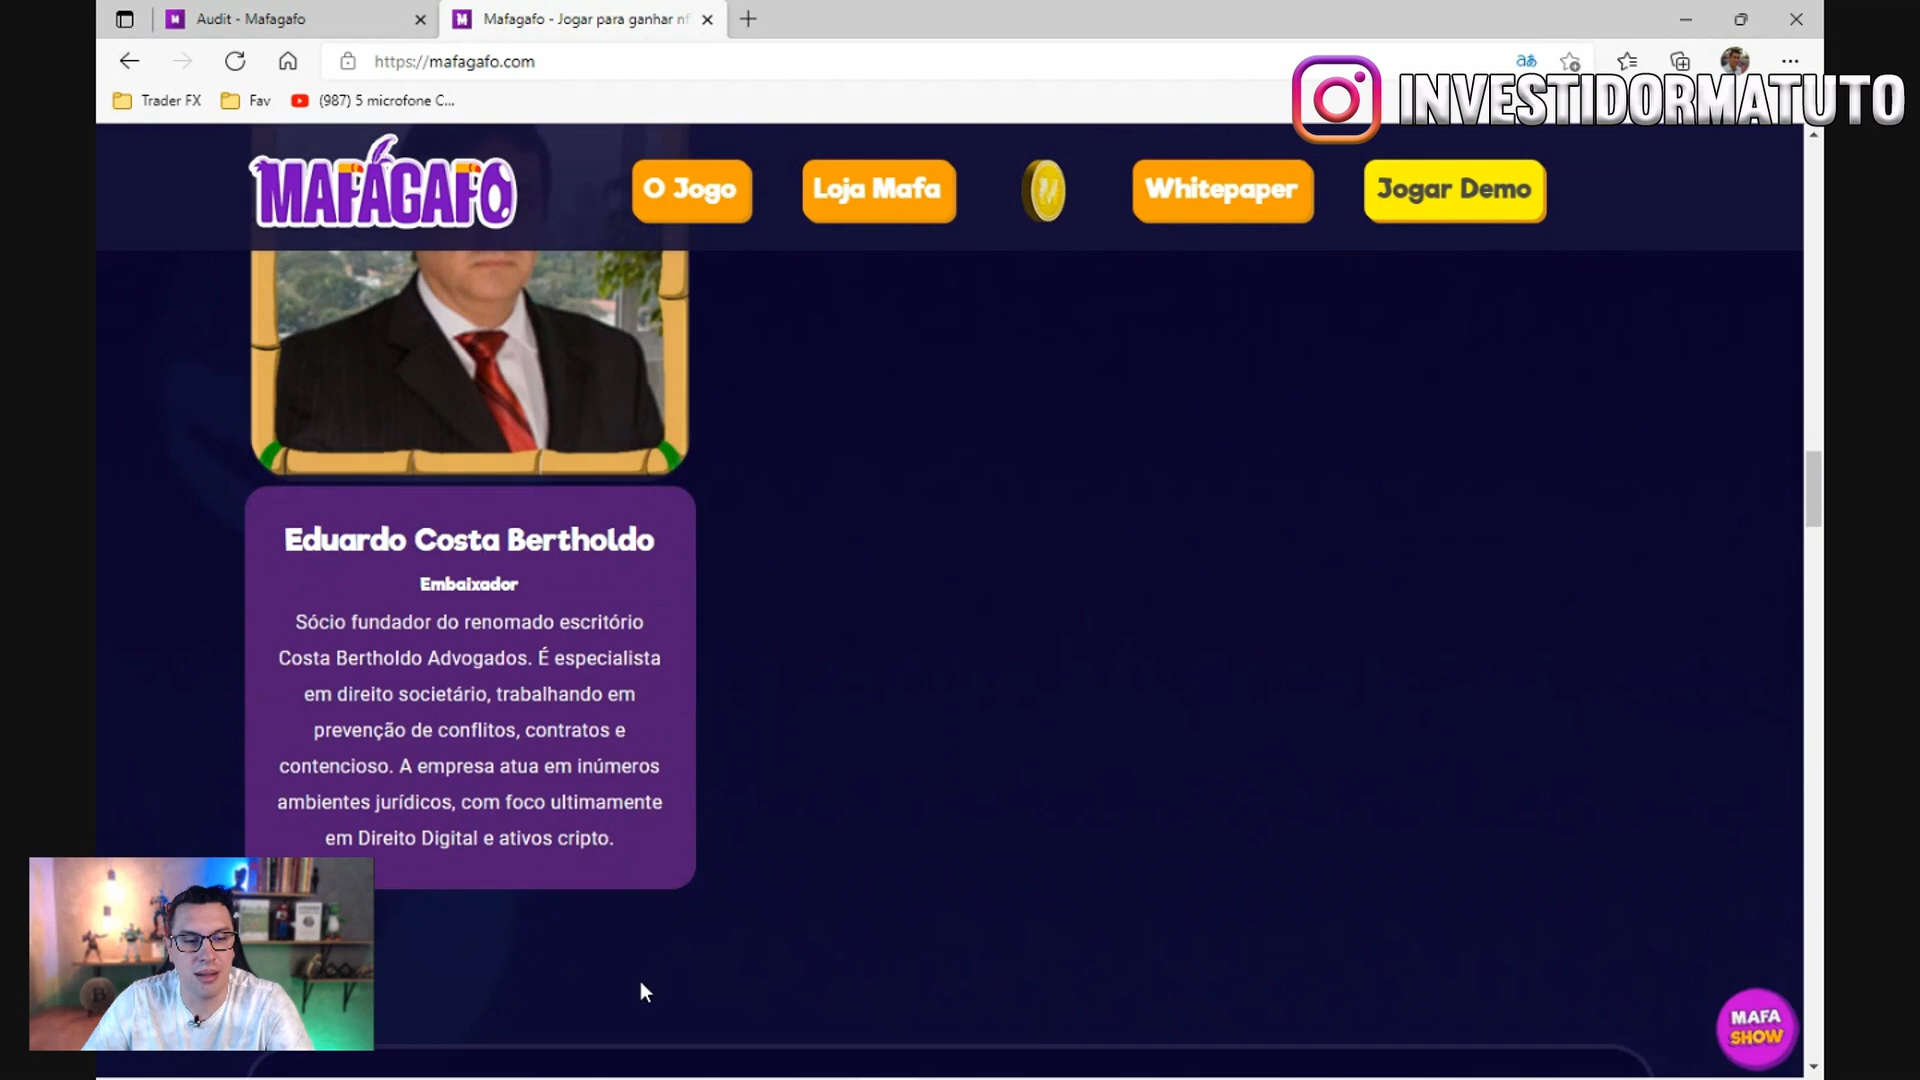 Audit - Mafagafo
Mafagafo - Jogar para ganhar nf
https://mafagafo.com
Trader FX
Fav
(987) 5 microfone C...
INVESTIDORMATUTO
MAFAGAFO
O Jogo
Loja Mafa
Whitepaper
Jogar Demo
Eduardo Costa Bertholdo
Embaixador
Sócio fundador do renomado escritório
Costa Bertholdo Advogados. É especialista
em direito societário, trabalhando em
prevenção de conflitos, contratos e
contencioso. A empresa atua em inúmeros
ambientes jurídicos, com foco ultimamente
em Direito Digital e ativos cripto.
MAFA
SHOW